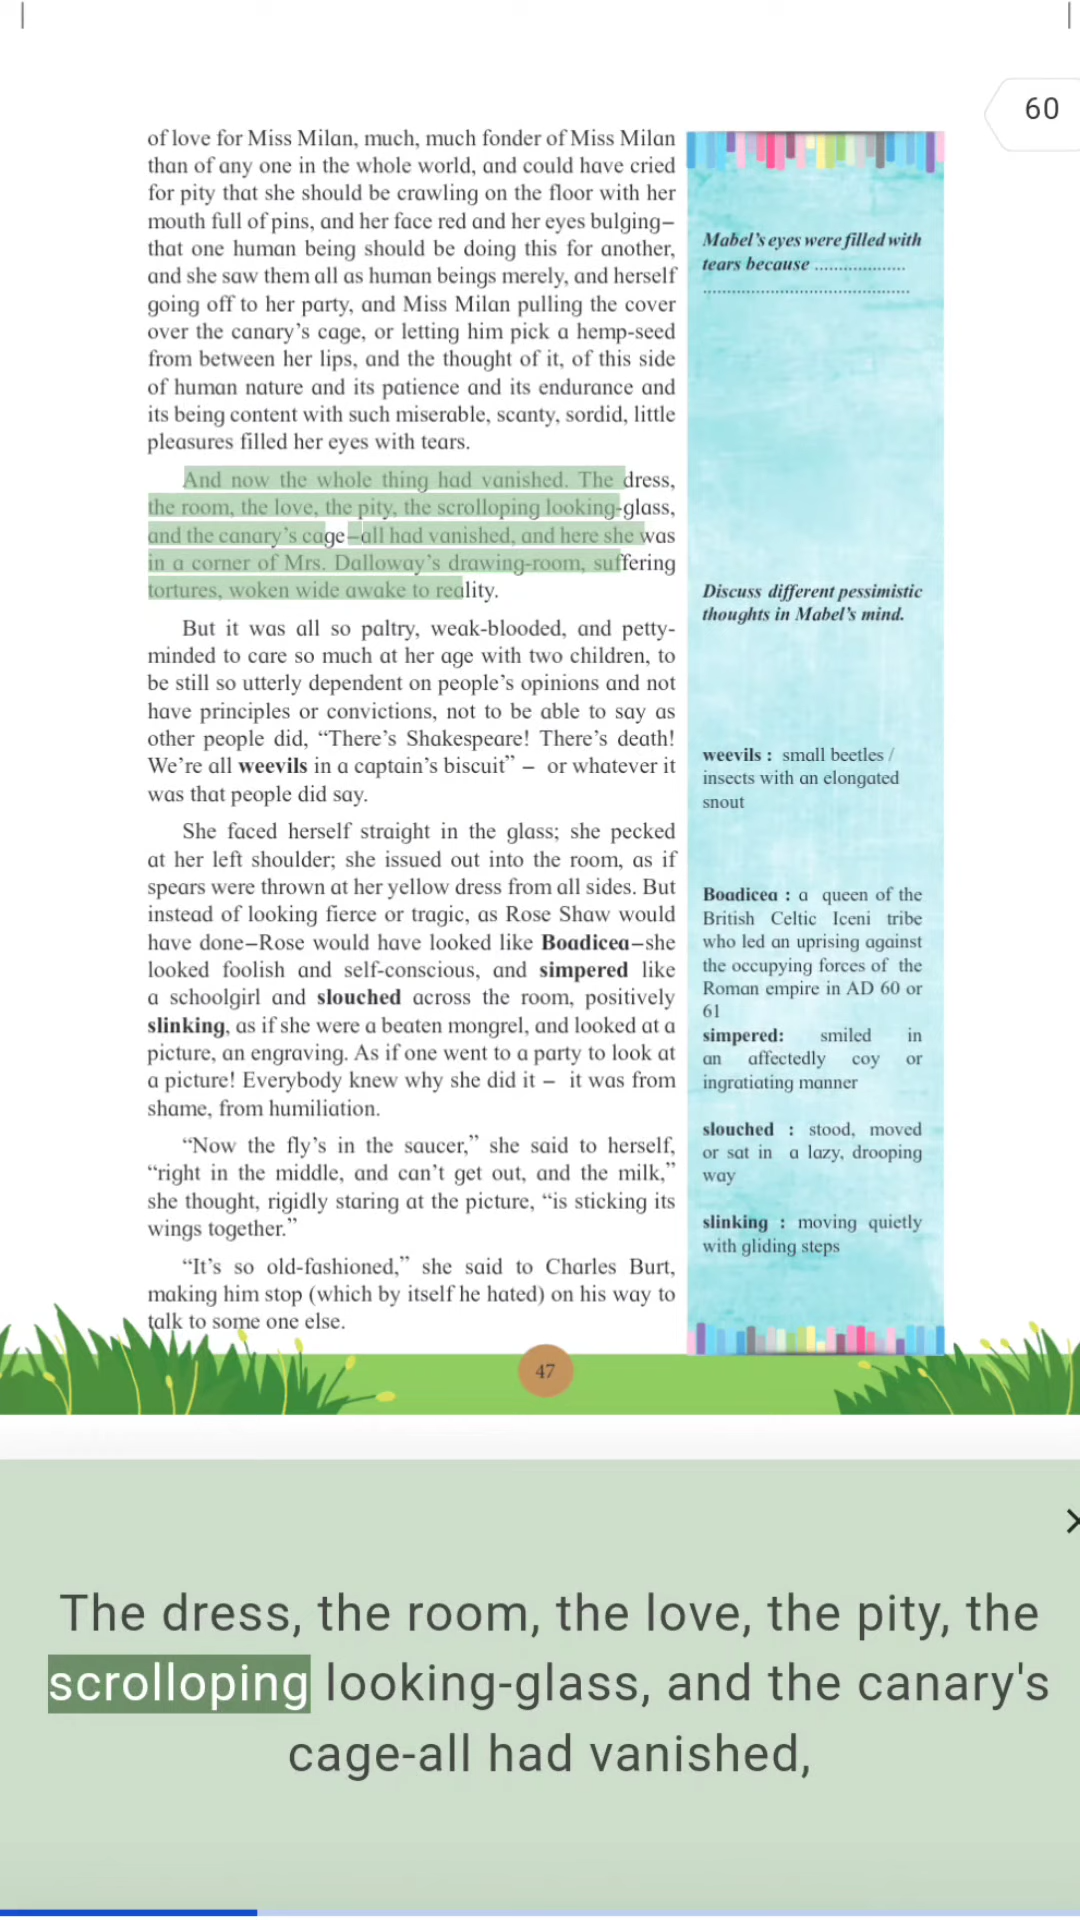 60
of love for Miss Milan, much, much fonder of Miss Milan
than of any one in the whole world, and could have cried
for pity that she should be crawling on the floor with her
mouth full of pins, and her face red and her eyes bulging–
that one human being should be doing this for another,
and she saw them all as human beings merely, and herself
going off to her party, and Miss Milan pulling the cover
over the canary’s cage, or letting him pick a hemp-seed
from between her lips, and the thought of it, of this side
of human nature and its patience and its endurance and
its being content with such miserable, scanty, sordid, little
pleasures filled her eyes with tears.
And now the whole thing had vanished. The dress,
the room, the love, the pity, the scrolloping looking-glass,
and the canary’s cage–all had vanished, and here she was
in a corner of Mrs. Dalloway’s drawing-room, suffering
tortures, woken wide awake to reality.
But it was all so paltry, weak-blooded, and petty-
minded to care so much at her age with two children, to
be still so utterly dependent on people’s opinions and not
have principles or convictions, not to be able to say as
other people did, “There’s Shakespeare! There’s death!
We’re all weevils in a captain’s biscuit” – or whatever it
was that people did say.
She faced herself straight in the glass; she pecked
at her left shoulder; she issued out into the room, as if
spears were thrown at her yellow dress from all sides. But
instead of looking fierce or tragic, as Rose Shaw would
have done–Rose would have looked like Boadicea–she
looked foolish and self-conscious, and simpered like
a schoolgirl and slouched across the room, positively
slinking, as if she were a beaten mongrel, and looked at a
picture, an engraving. As if one went to a party to look at
a picture! Everybody knew why she did it – it was from
shame, from humiliation.
“Now the fly’s in the saucer,” she said to herself,
“right in the middle, and can’t get out, and the milk,”
she thought, rigidly staring at the picture, “is sticking its
wings together.”
“It’s so old-fashioned,” she said to Charles Burt,
making him stop (which by itself he hated) on his way to
talk to some one else.
Mabel’s eyes were filled with
tears because ...................
...........................................
Discuss different pessimistic
thoughts in Mabel’s mind.
weevils : small beetles /
insects with an elongated
snout
Boadicea : a queen of the
British Celtic Iceni tribe
who led an uprising against
the occupying forces of the
Roman empire in AD 60 or
61
simpered: smiled in
an affectedly coy or
ingratiating manner
slouched : stood, moved
or sat in a lazy, drooping
way
slinking : moving quietly
with gliding steps
47
The dress, the room, the love, the pity, the
scrolloping looking-glass, and the canary's
cage-all had vanished,